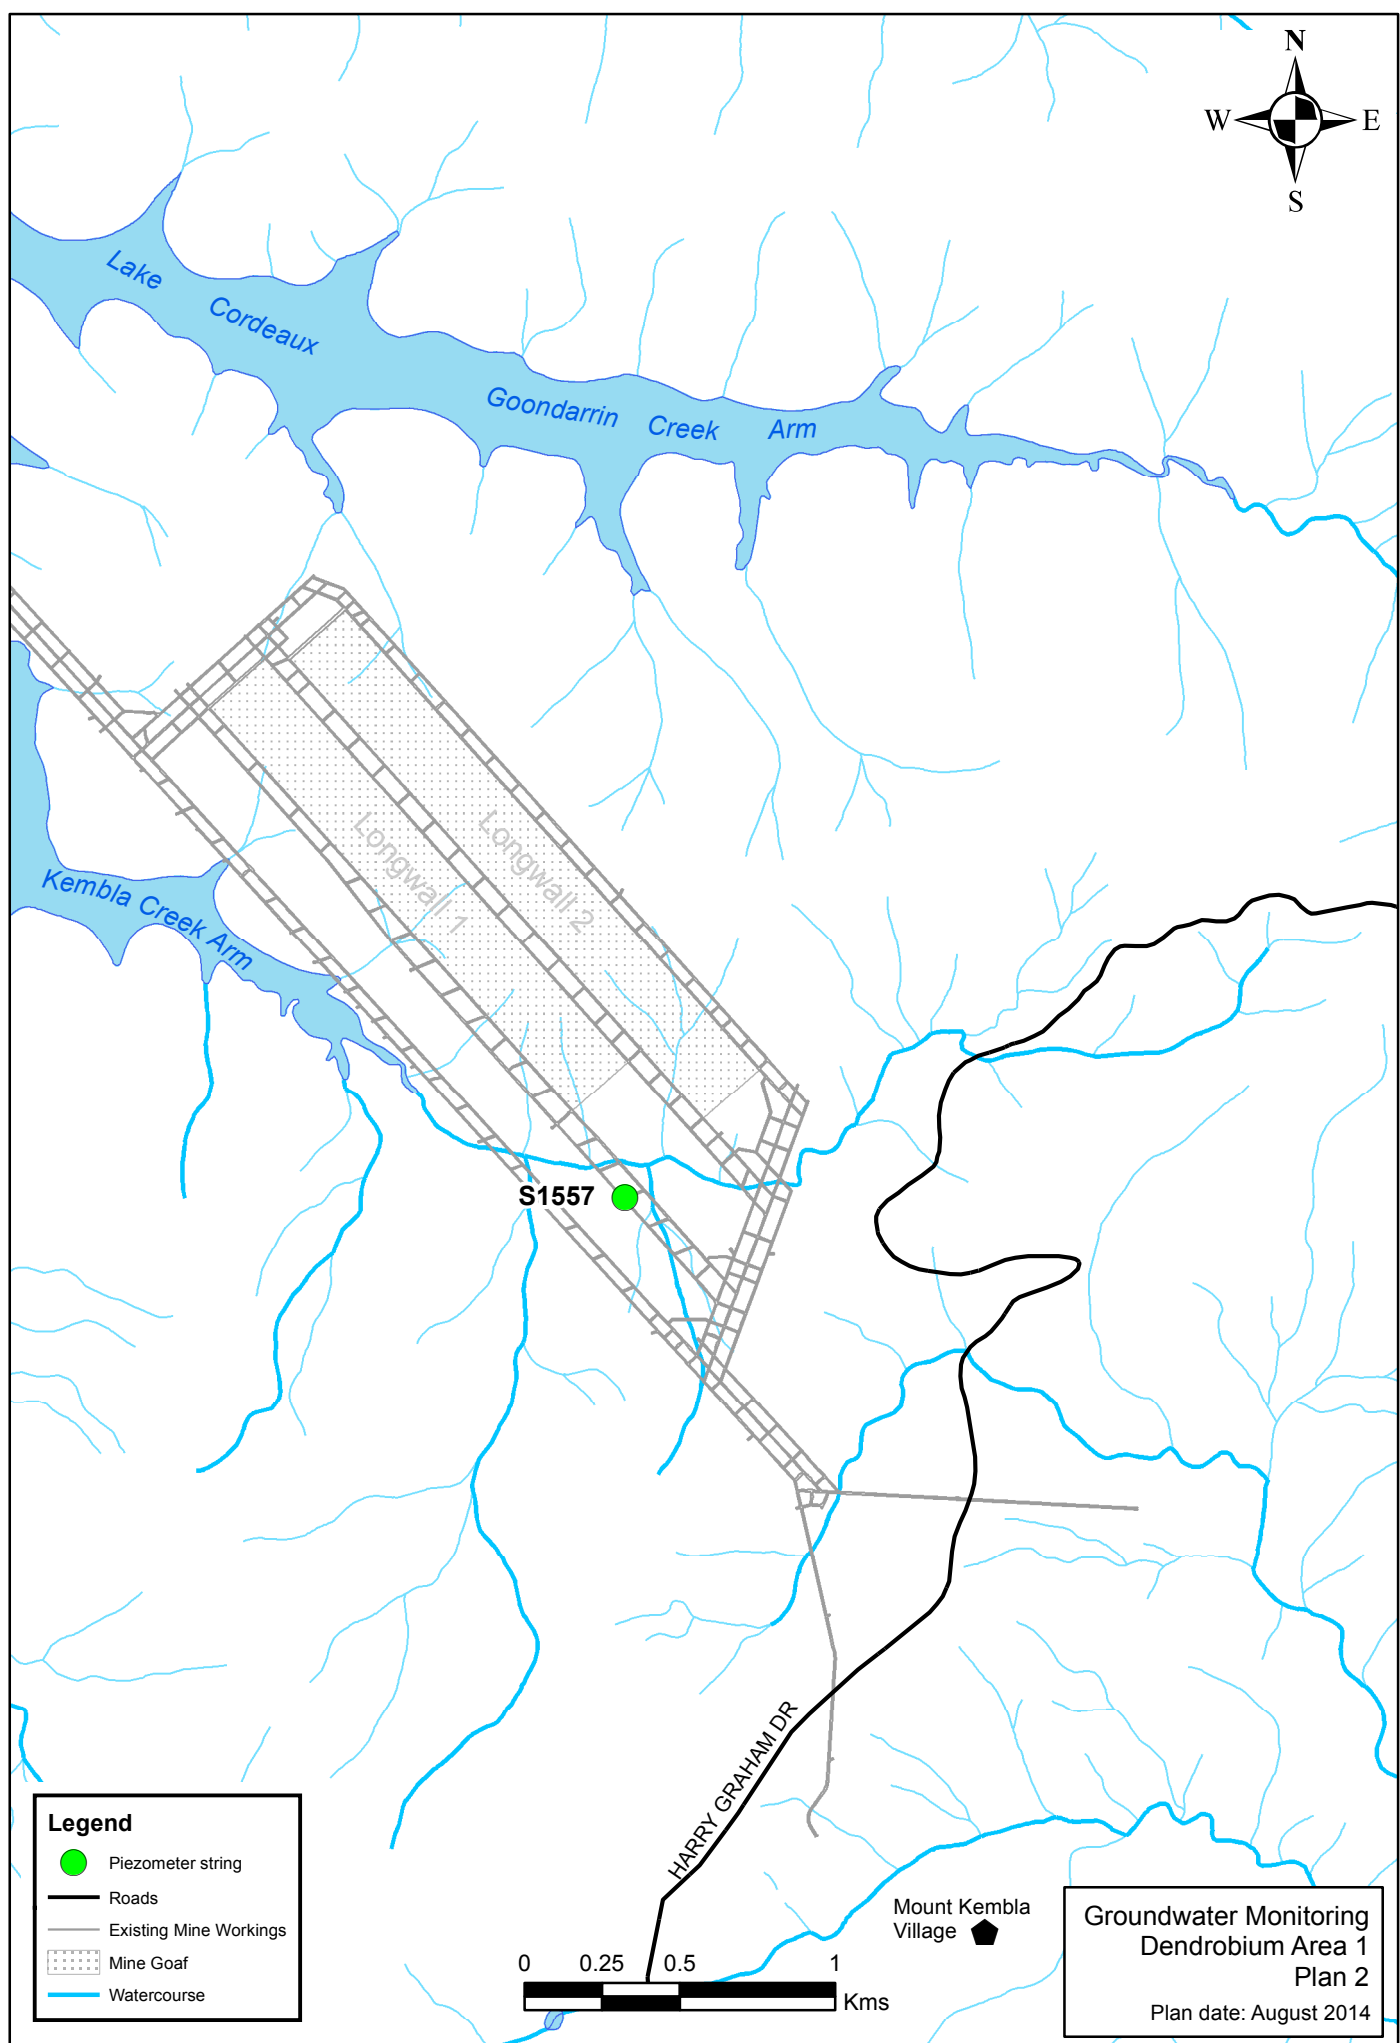 N
W E
S
Lake Cordeaux
Goondarrin Creek Arm
Longwall 2
Longwall 1
Kembla Creek Arm
S1557
HARRY GRAHAM DR
Legend
Piezometer string
Roads
Existing Mine Workings
Mine Goaf
Watercourse
0 0.25 0.5 1
Kms
Mount Kembla
Village
Groundwater Monitoring
Dendrobium Area 1
Plan 2
Plan date: August 2014